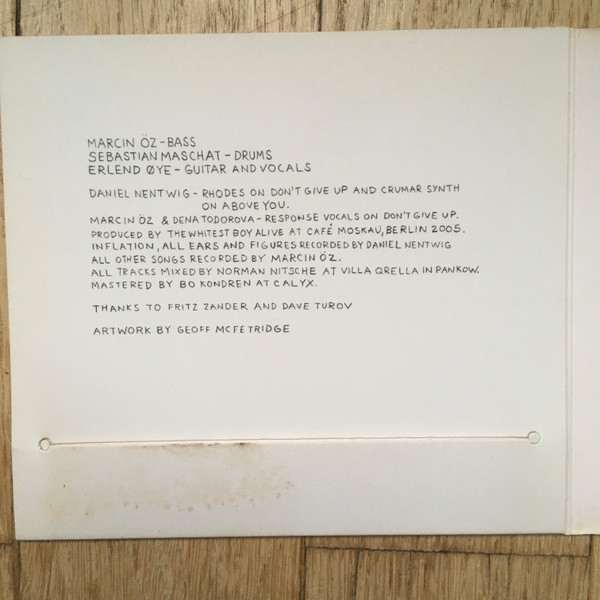 MARCIN ÖZ - BASS
SEBASTIAN MASCHAT - DRUMS
ERLEND ØYE - GUITAR AND VOCALS
DANIEL NENTWIG - RHODES ON DON'T GIVE UP AND CRUMAR SYNTH
ON ABOVE YOU.
MARCIN ÖZ & DENA TODOROVA - RESPONSE VOCALS ON DON'T GIVE UP.
PRODUCED BY THE WHITEST BOY ALIVE AT CAFÉ MOSKAU, BERLIN 2005.
INFLATION, ALL EARS AND FIGURES RECORDED BY DANIEL NENTWIG
ALL OTHER SONGS RECORDED BY MARCIN ÖZ.
ALL TRACKS MIXED BY NORMAN NITSCHE AT VILLA QRELLA IN PANKOW.
MASTERED BY BO KONDREN AT CALYX.
THANKS TO FRITZ ZANDER AND DAVE TUROV
ARTWORK BY GEOFF MCFETRIDGE